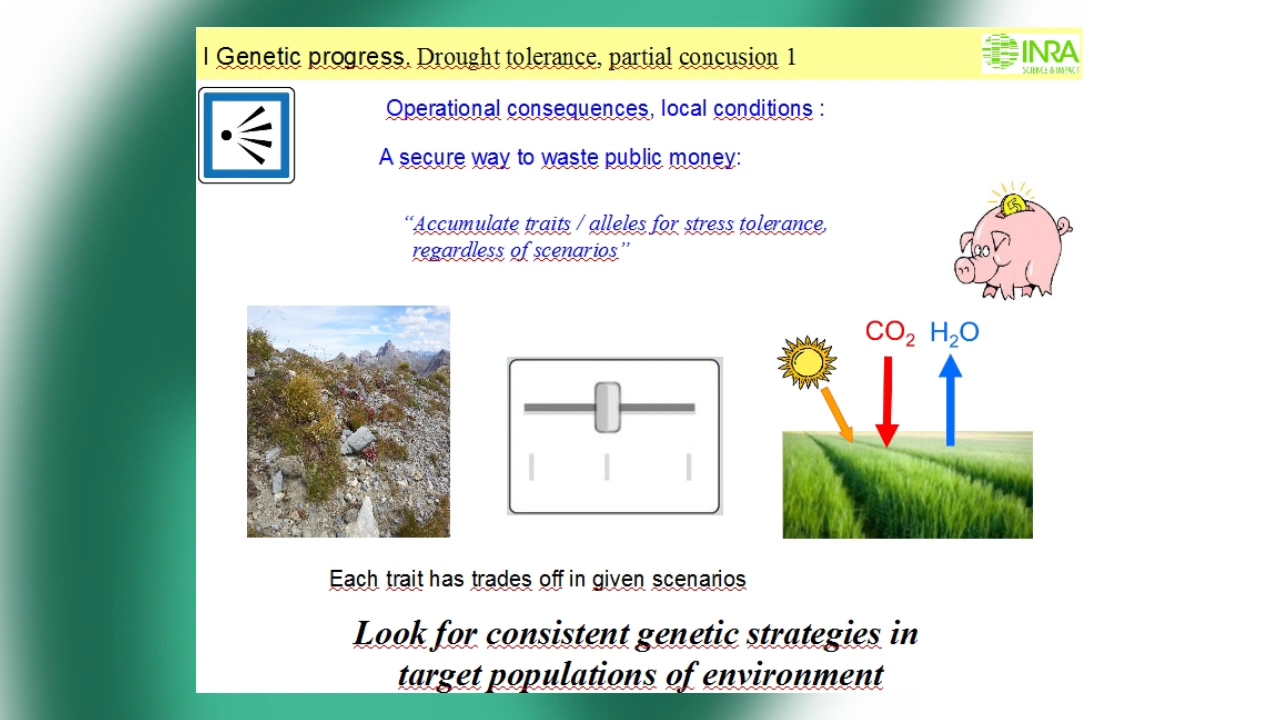 I Genetic progress, Drought tolerance, partial concusion 1
INRA
SCIENCE & IMPACT
Operational consequences, local conditions :
A secure way to waste public money:
“Accumulate traits / alleles for stress tolerance,
regardless of scenarios”
CO2 H2O
Each trait has trades off in given scenarios
Look for consistent genetic strategies in
target populations of environment